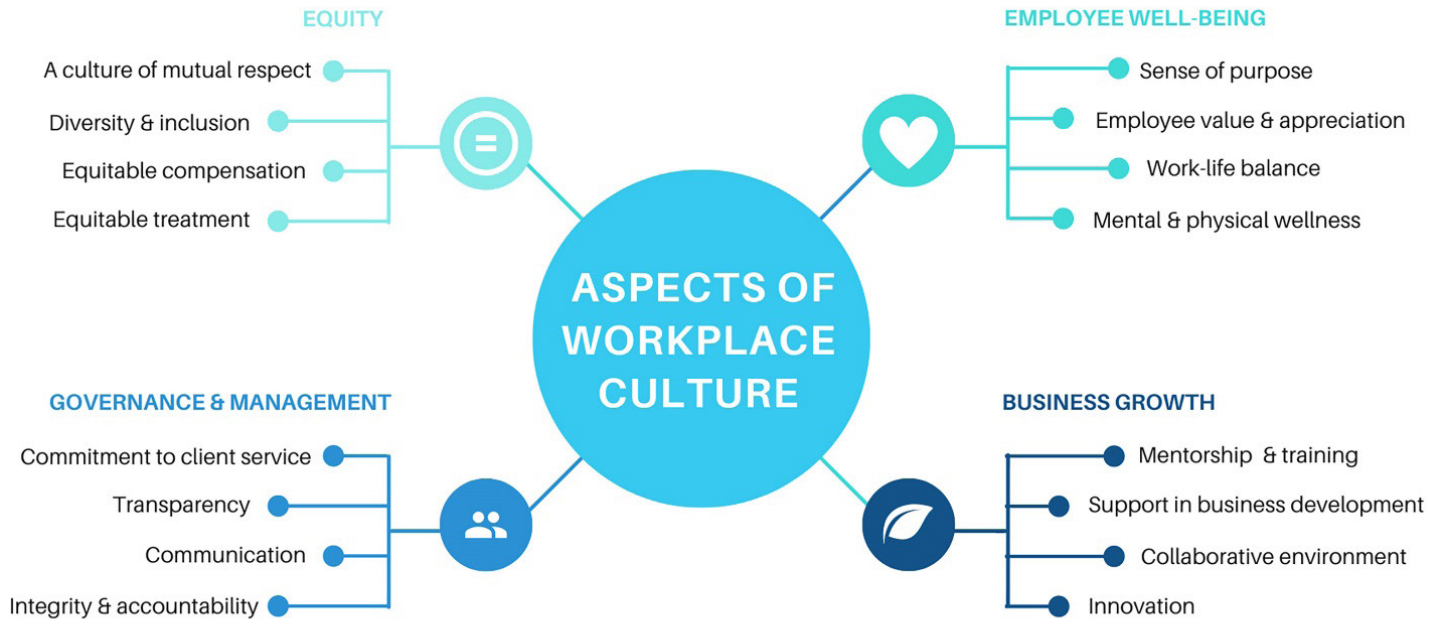 EQUITY
A culture of mutual respect
Diversity & inclusion
Equitable compensation
Equitable treatment
EMPLOYEE WELL-BEING
Sense of purpose
Employee value & appreciation
Work-life balance
Mental & physical wellness
ASPECTS OF
WORKPLACE
CULTURE
GOVERNANCE & MANAGEMENT
Commitment to client service
Transparency
Communication
Integrity & accountability
BUSINESS GROWTH
Mentorship & training
Support in business development
Collaborative environment
Innovation